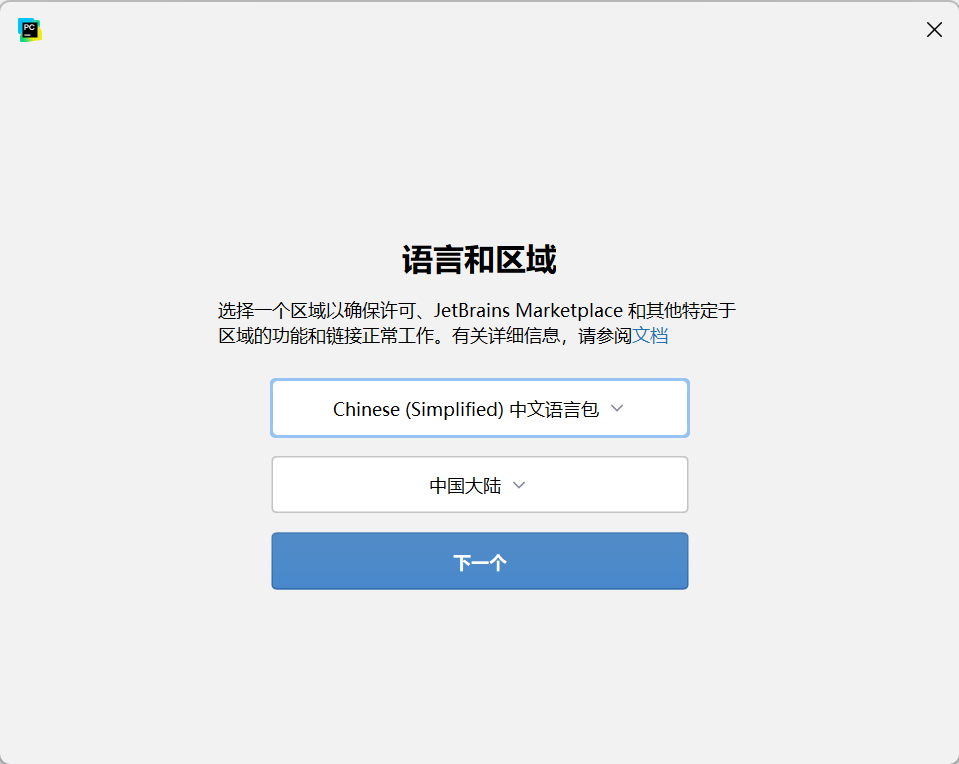 PC
语言和区域
选择一个区域以确保许可、JetBrains Marketplace 和其他特定于
区域的功能和链接正常工作。有关详细信息，请参阅文档
Chinese (Simplified) 中文语言包
中国大陆
下一个